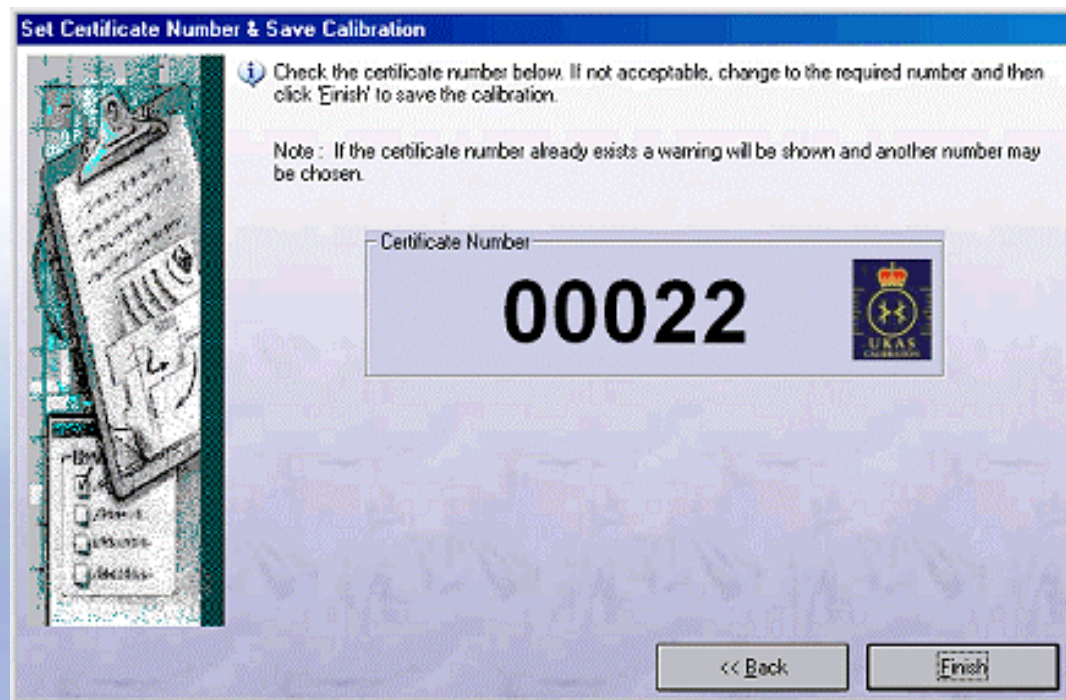 Set Certificate Number & Save Calibration
Check the certificate number below. If not acceptable, change to the required number and then
click 'Finish' to save the calibration.
Note : If the certificate number already exists a warning will be shown and another number may
be chosen.
Certificate Number
00022
UKAS
CALIBRATION
<< Back
Finish